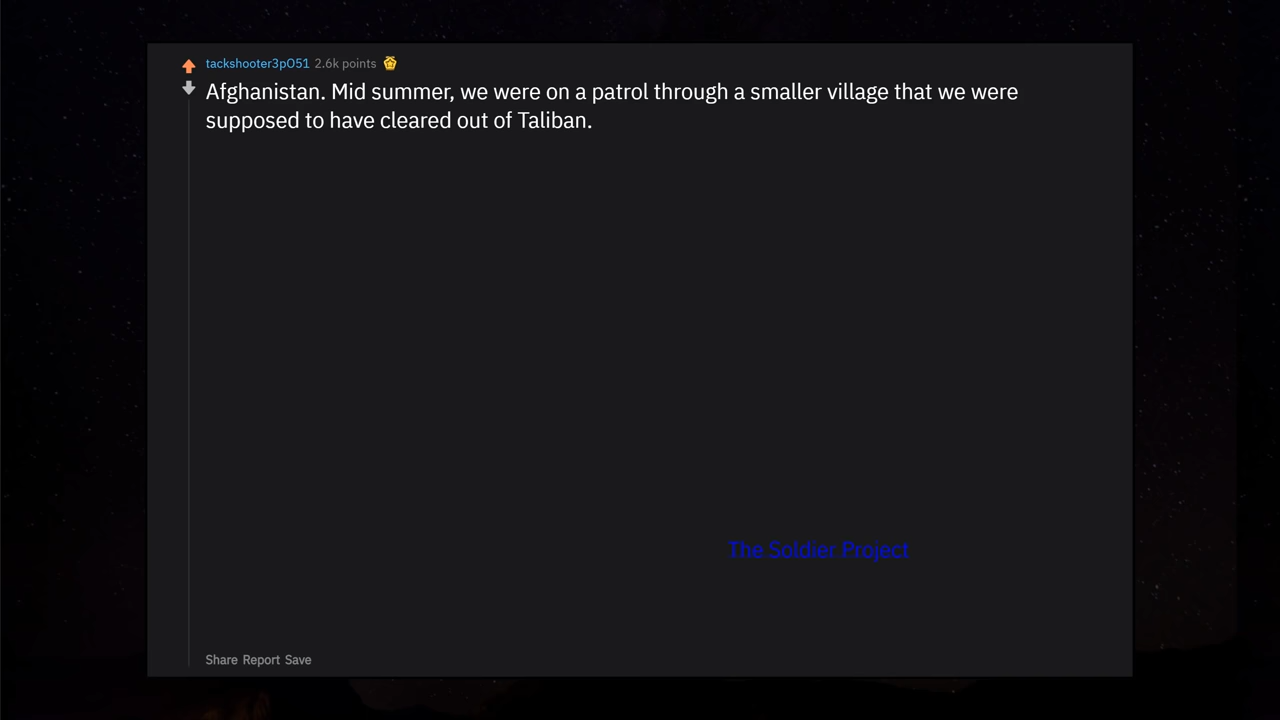 tackshooter3pO51 2.6k points
Afghanistan. Mid summer, we were on a patrol through a smaller village that we were
supposed to have cleared out of Taliban.
The Soldier Project
Share Report Save